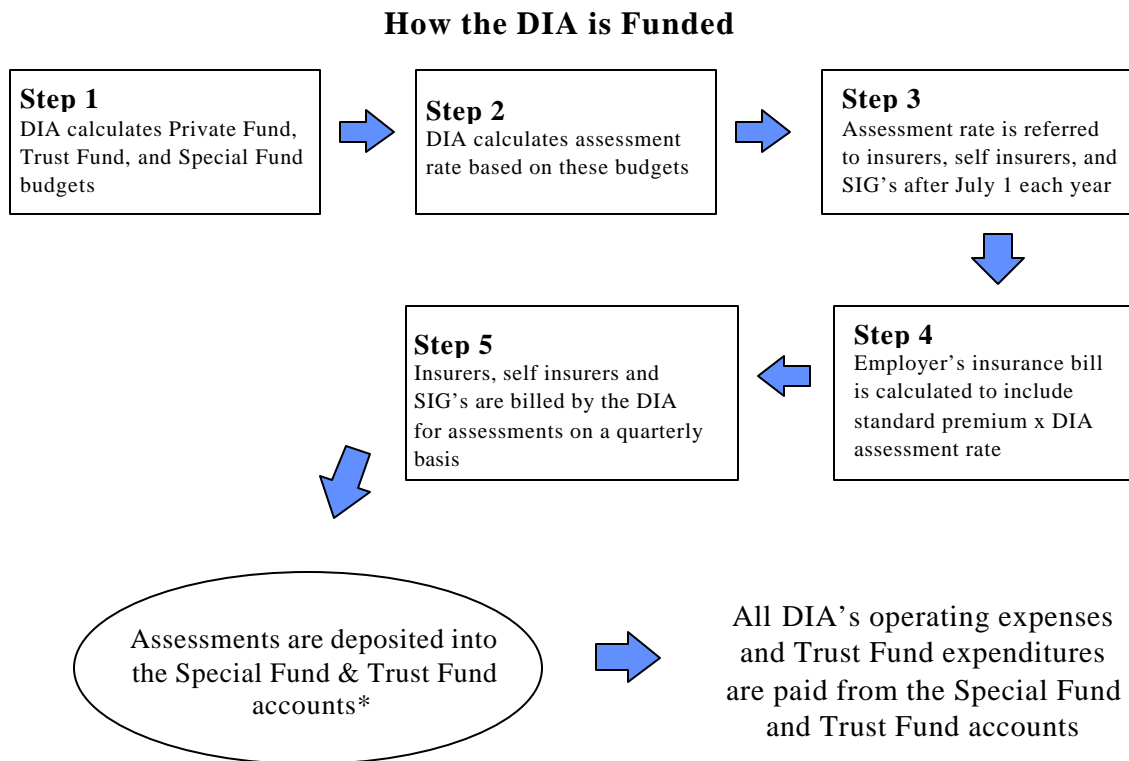 How the DIA is Funded
Step 1
DIA calculates Private Fund,
Trust Fund, and Special Fund
budgets
Step 2
DIA calculates assessment
rate based on these budgets
Step 3
Assessment rate is referred
to insurers, self insurers, and
SIG's after July 1 each year
Step 4
Employer's insurance bill
is calculated to include
standard premium x DIA
assessment rate
Step 5
Insurers, self insurers and
SIG's are billed by the DIA
for assessments on a quarterly
basis
Assessments are deposited into
the Special Fund & Trust Fund
accounts*
All DIA's operating expenses
and Trust Fund expenditures
are paid from the Special Fund
and Trust Fund accounts